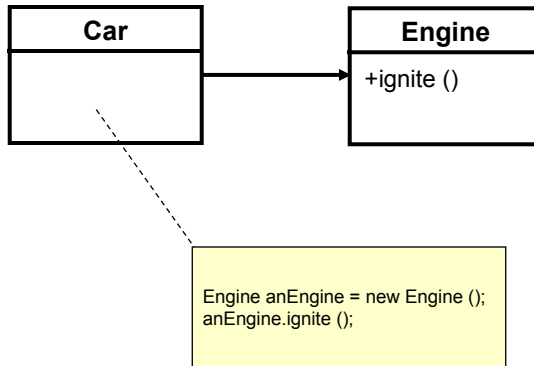 Car
Engine
+ignite ()
Engine anEngine = new Engine ();
anEngine.ignite ();